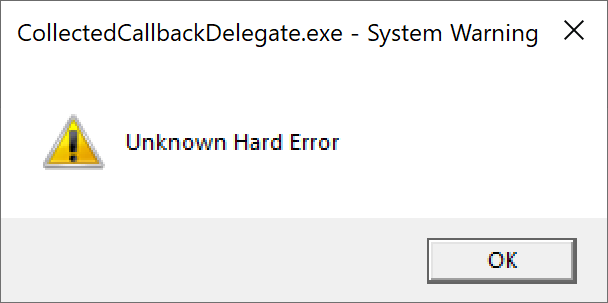 CollectedCallbackDelegate.exe - System Warning
Unknown Hard Error
OK